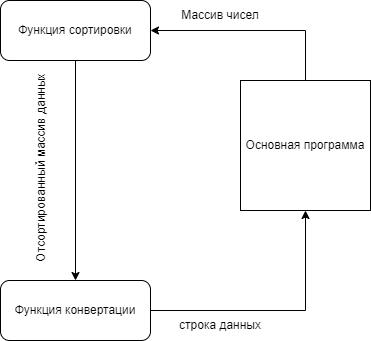 Массив чисел
Функция сортировки
Отсортированный массив данных
Основная программа
Функция конвертации
строка данных